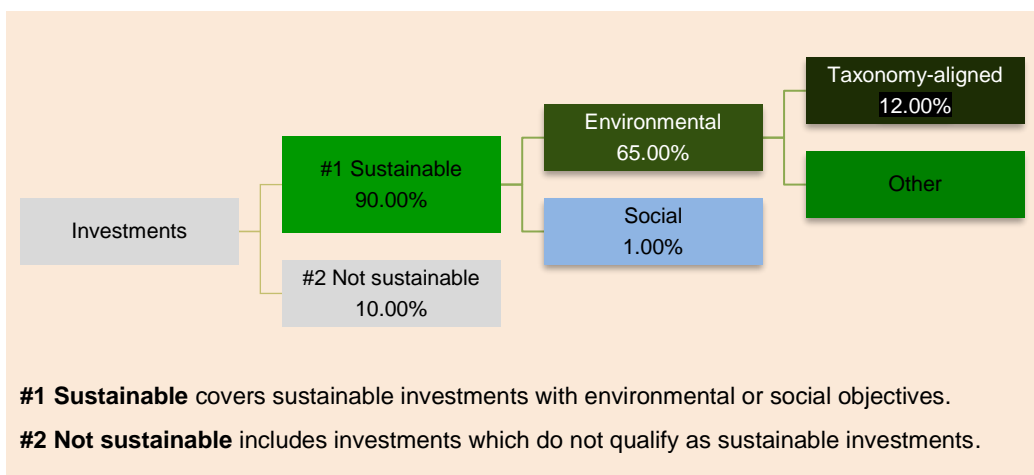 Investments
#1 Sustainable
90.00%
#2 Not sustainable
10.00%
Environmental
65.00%
Social
1.00%
Taxonomy-aligned
12.00%
Other
#1 Sustainable covers sustainable investments with environmental or social objectives.
#2 Not sustainable includes investments which do not qualify as sustainable investments.